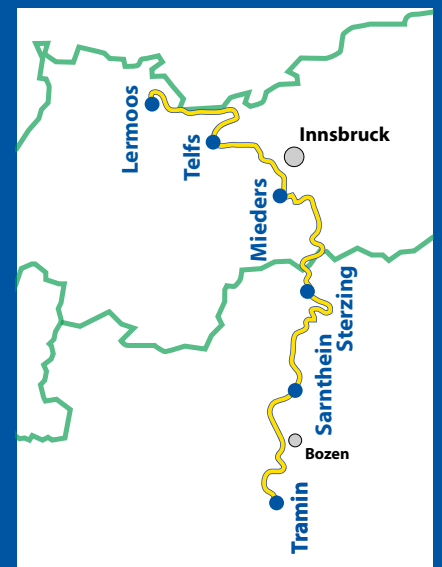 Lermoos
Telfs
Innsbruck
Mieders
Sterzing
Sarnthein
Bozen
Tramin